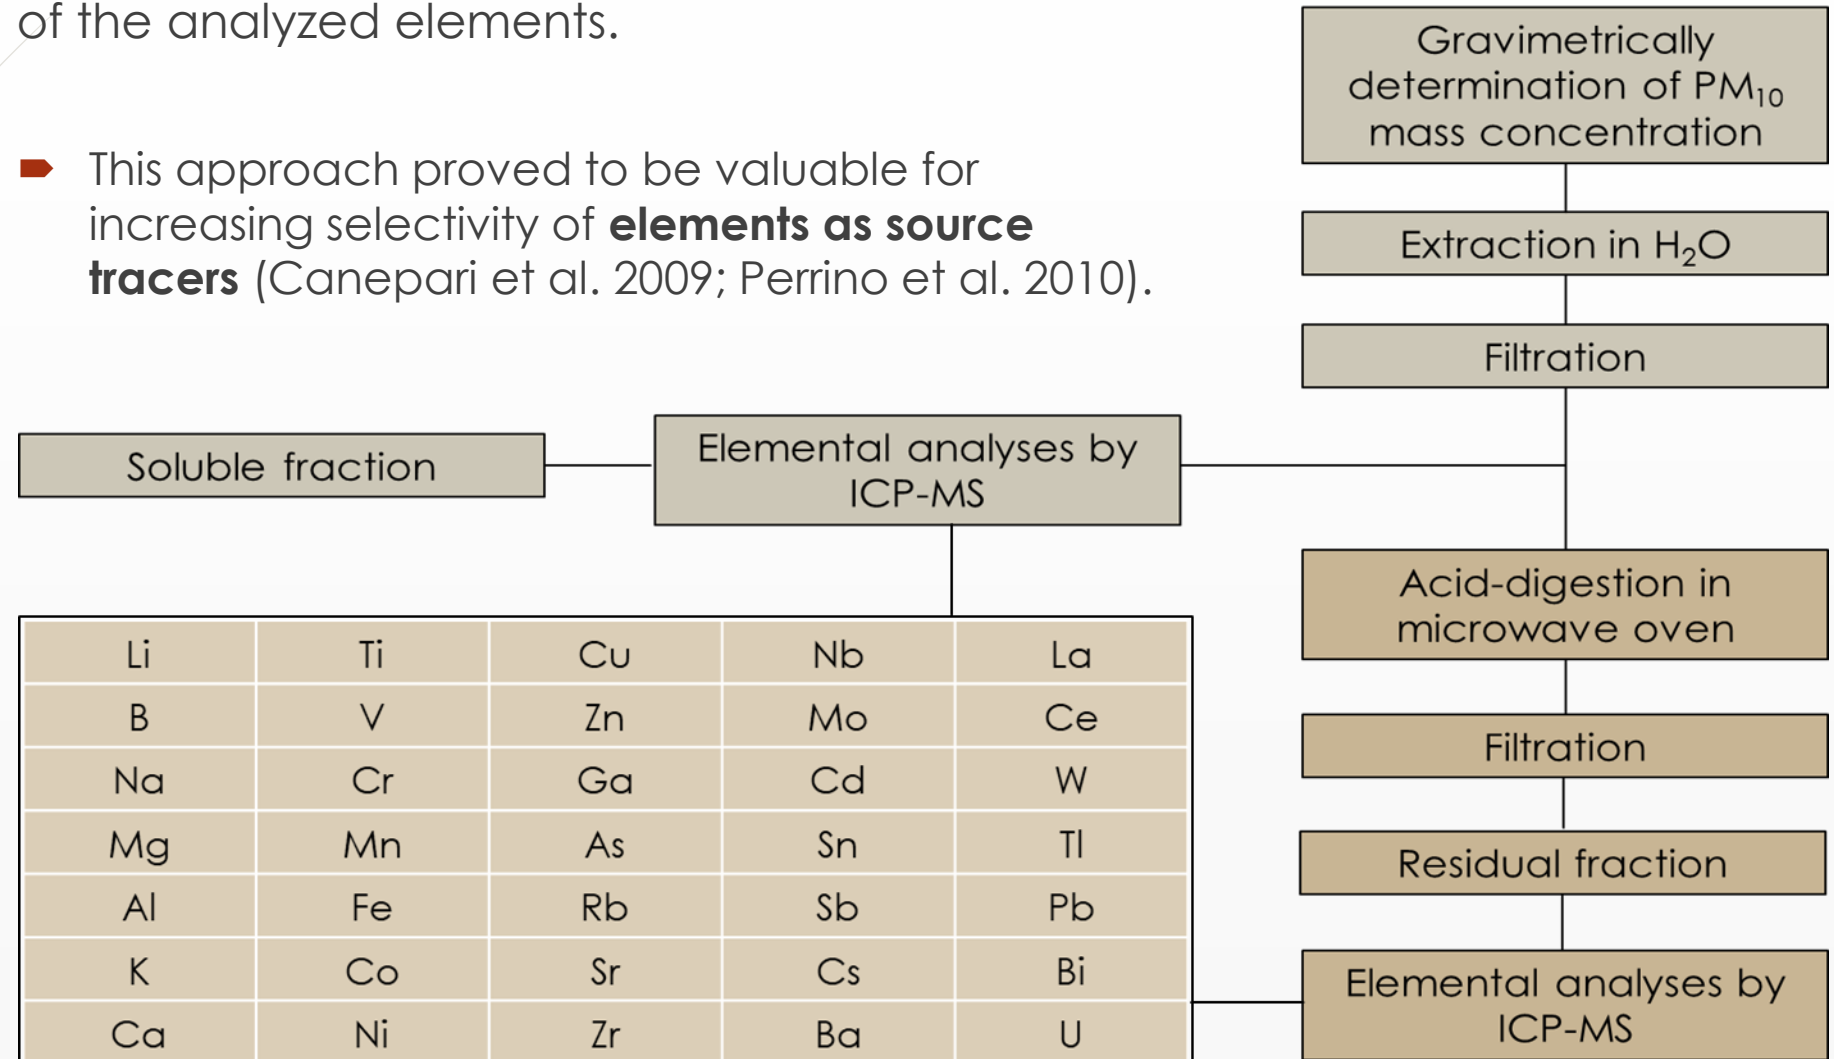 of the analyzed elements.
This approach proved to be valuable for
increasing selectivity of elements as source
tracers (Canepari et al. 2009; Perrino et al. 2010).
Gravimetrically
determination of PM₁₀
mass concentration
Extraction in H₂O
Filtration
Soluble fraction
Elemental analyses by
ICP-MS
Acid-digestion in
microwave oven
Filtration
Residual fraction
Elemental analyses by
ICP-MS
Li Ti Cu Nb La
B V Zn Mo Ce
Na Cr Ga Cd W
Mg Mn As Sn Tl
Al Fe Rb Sb Pb
K Co Sr Cs Bi
Ca Ni Zr Ba U